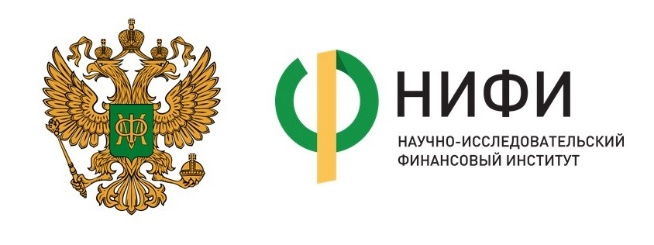 НИФИ
НАУЧНО-ИССЛЕДОВАТЕЛЬСКИЙ
ФИНАНСОВЫЙ ИНСТИТУТ